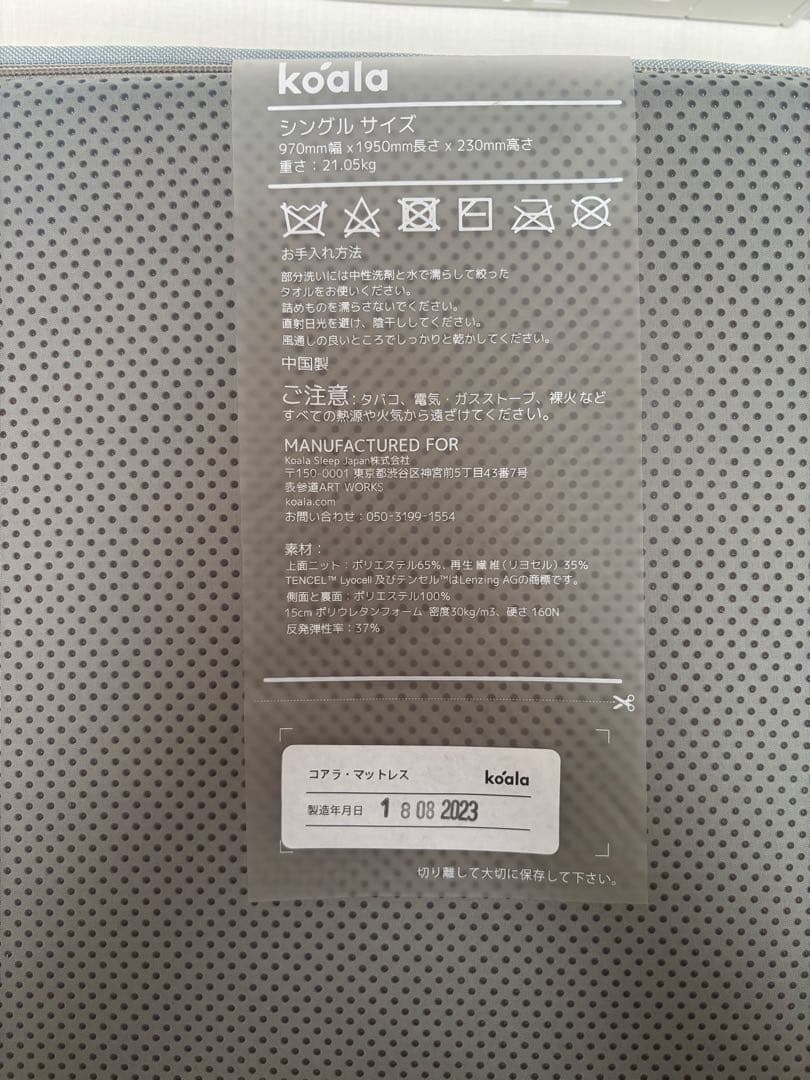 koala
シングル サイズ
970mm幅 x1950mm長さ x 230mm高さ
重さ：21.05kg
お手入れ方法
部分洗いには中性洗剤と水で濡らして絞った
タオルをお使いください。
詰めものを濡らさないでください。
直射日光を避け、陰干ししてください。
風通しの良いところでしっかりと乾かしてください。
中国製
ご注意：タバコ、電気・ガスストーブ、裸火など
すべての熱源や火気から遠ざけてください。
MANUFACTURED FOR
Koala Sleep Japan株式会社
〒150-0001 東京都渋谷区神宮前5丁目43番7号
表参道ART WORKS
koala.com
お問い合わせ：050-3199-1554
素材：
上面ニット：ポリエステル65%、再生 繊 維（リヨセル）35%
TENCEL™ Lyocell 及びテンセル™はLenzing AGの商標です。
側面と裏面：ポリエステル100%
15cm ポリウレタンフォーム 密度30kg/m3、硬さ 160N
反発弾性率：37%
コアラ・マットレス koala
製造年月日 18 08 2023
切り離して大切に保存して下さい。